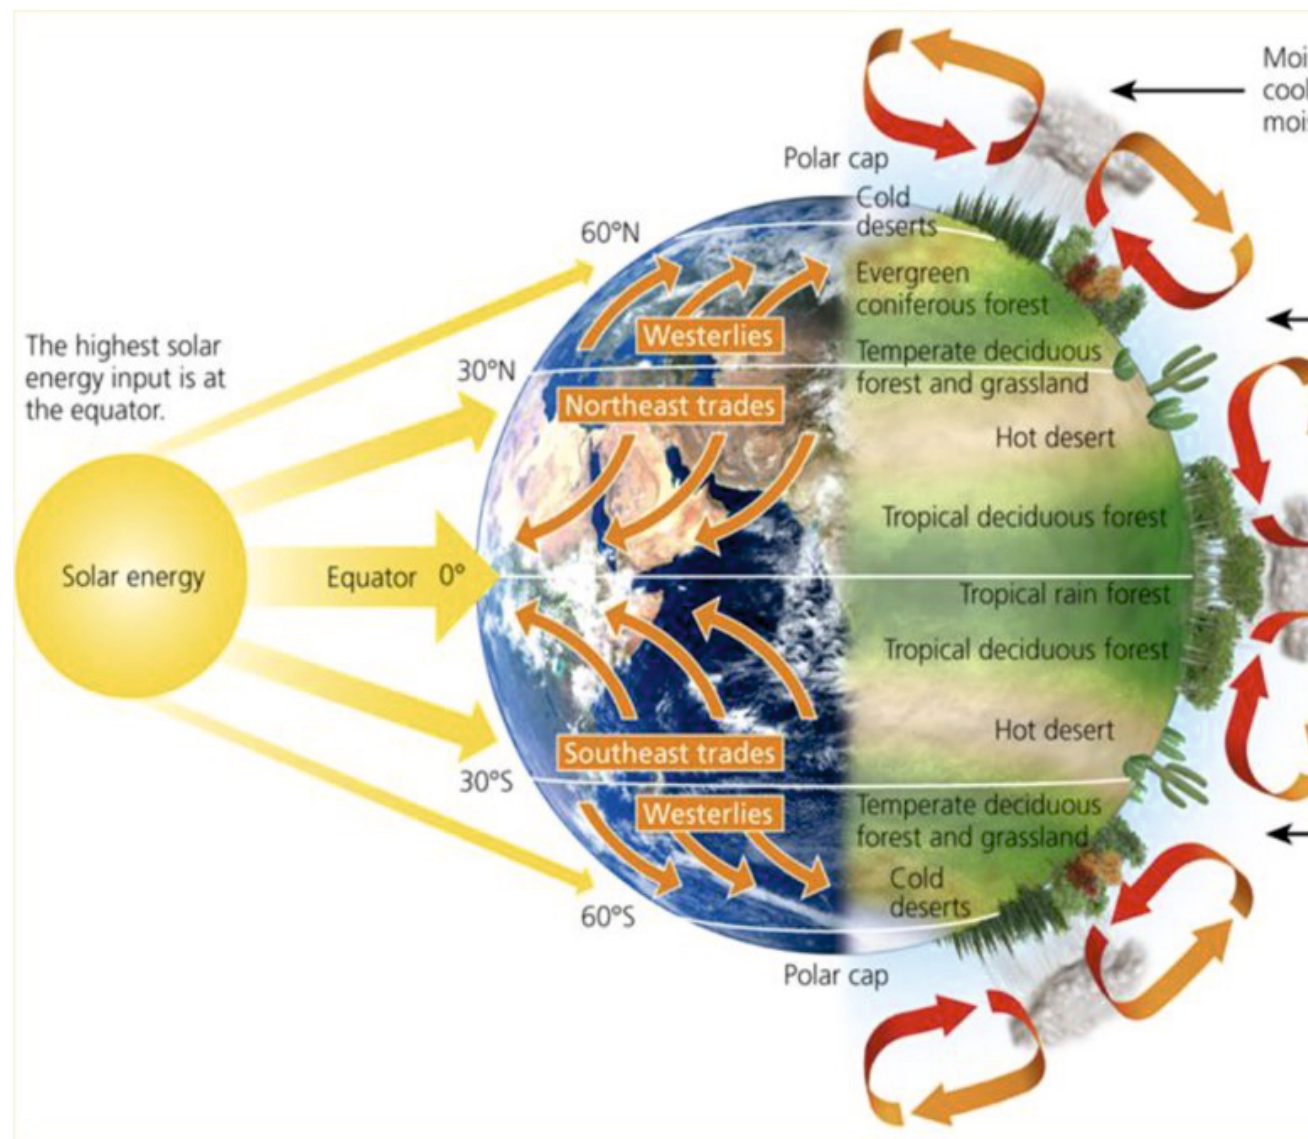 Moi
cool
mois
Polar cap
Cold
deserts
60°N
Evergreen
coniferous forest
Westerlies
The highest solar
energy input is at
the equator.
30°N
Temperate deciduous
forest and grassland
Northeast trades
Hot desert
Tropical deciduous forest
Solar energy
Equator 0°
Tropical rain forest
Tropical deciduous forest
Hot desert
Southeast trades
30°S
Westerlies
Temperate deciduous
forest and grassland
Cold
deserts
60°S
Polar cap